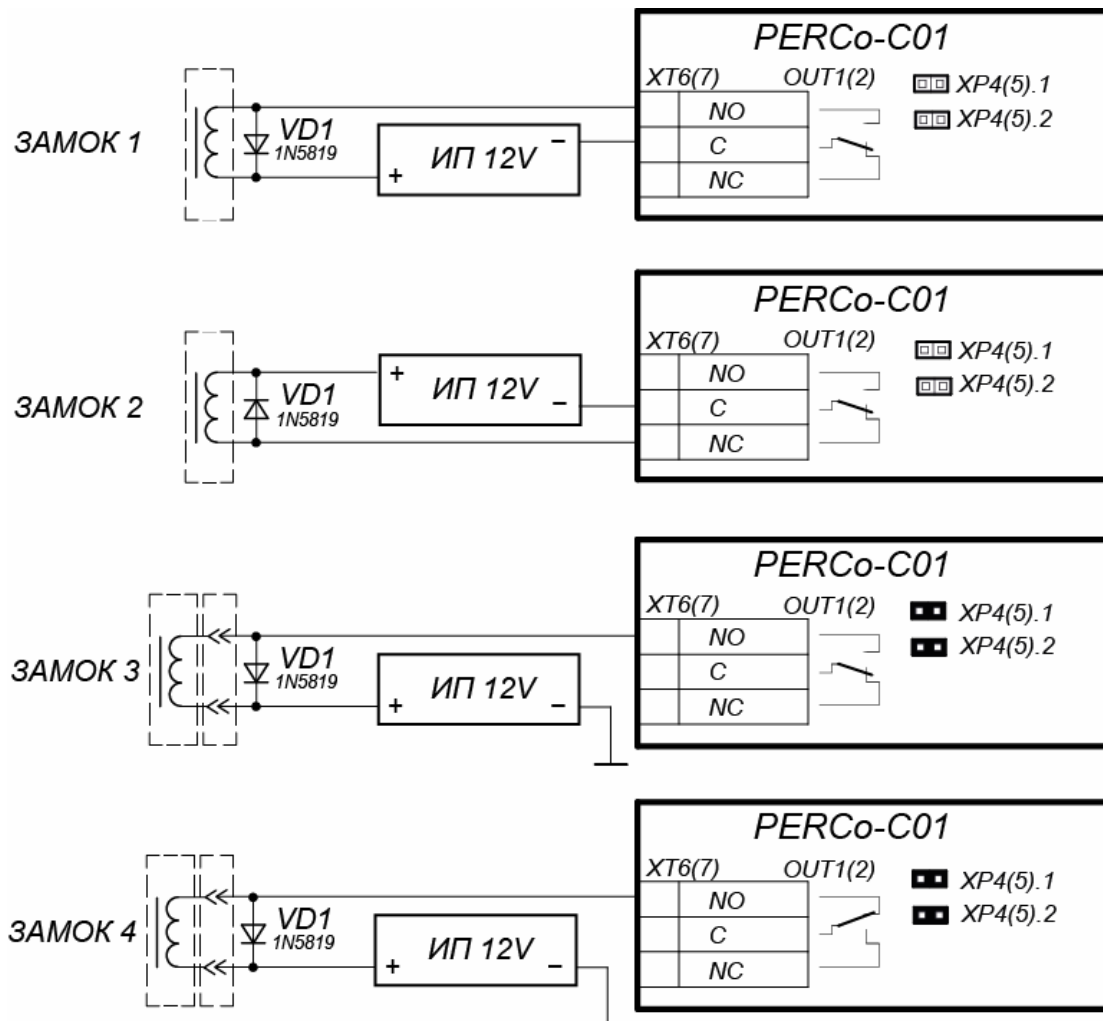 PERCo-C01
XT6(7) OUT1(2) XP4(5).1
NO XP4(5).2
ЗАМОК 1 VD1 1N5819 ИП 12V + − C
NC
PERCo-C01
XT6(7) OUT1(2) XP4(5).1
NO XP4(5).2
ЗАМОК 2 VD1 1N5819 + ИП 12V − C
NC
PERCo-C01
XT6(7) OUT1(2) XP4(5).1
NO XP4(5).2
ЗАМОК 3 VD1 1N5819 + ИП 12V − C
NC
PERCo-C01
XT6(7) OUT1(2) XP4(5).1
NO XP4(5).2
ЗАМОК 4 VD1 1N5819 + ИП 12V − C
NC